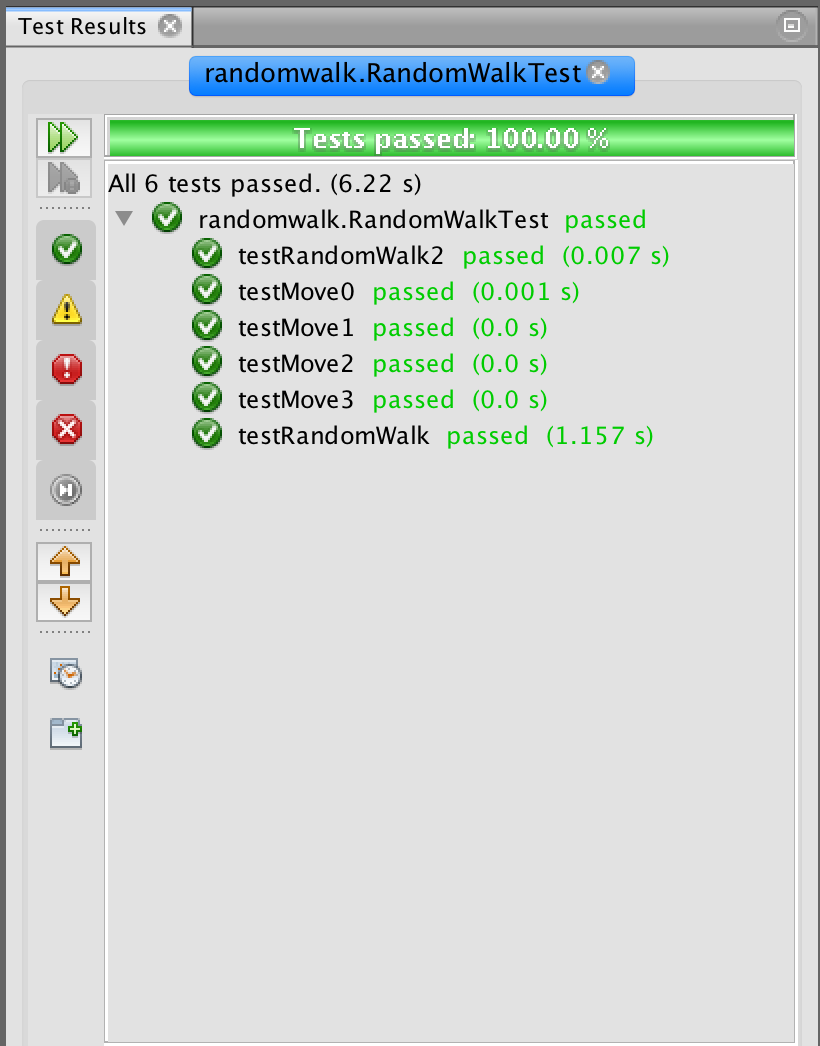 Test Results
randomwalk.RandomWalkTest
Tests passed: 100.00 %
All 6 tests passed. (6.22 s)
randomwalk.RandomWalkTest passed
testRandomWalk2 passed (0.007 s)
testMove0 passed (0.001 s)
testMove1 passed (0.0 s)
testMove2 passed (0.0 s)
testMove3 passed (0.0 s)
testRandomWalk passed (1.157 s)